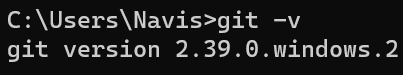 C:\Users\Navis>git -v
git version 2.39.0.windows.2